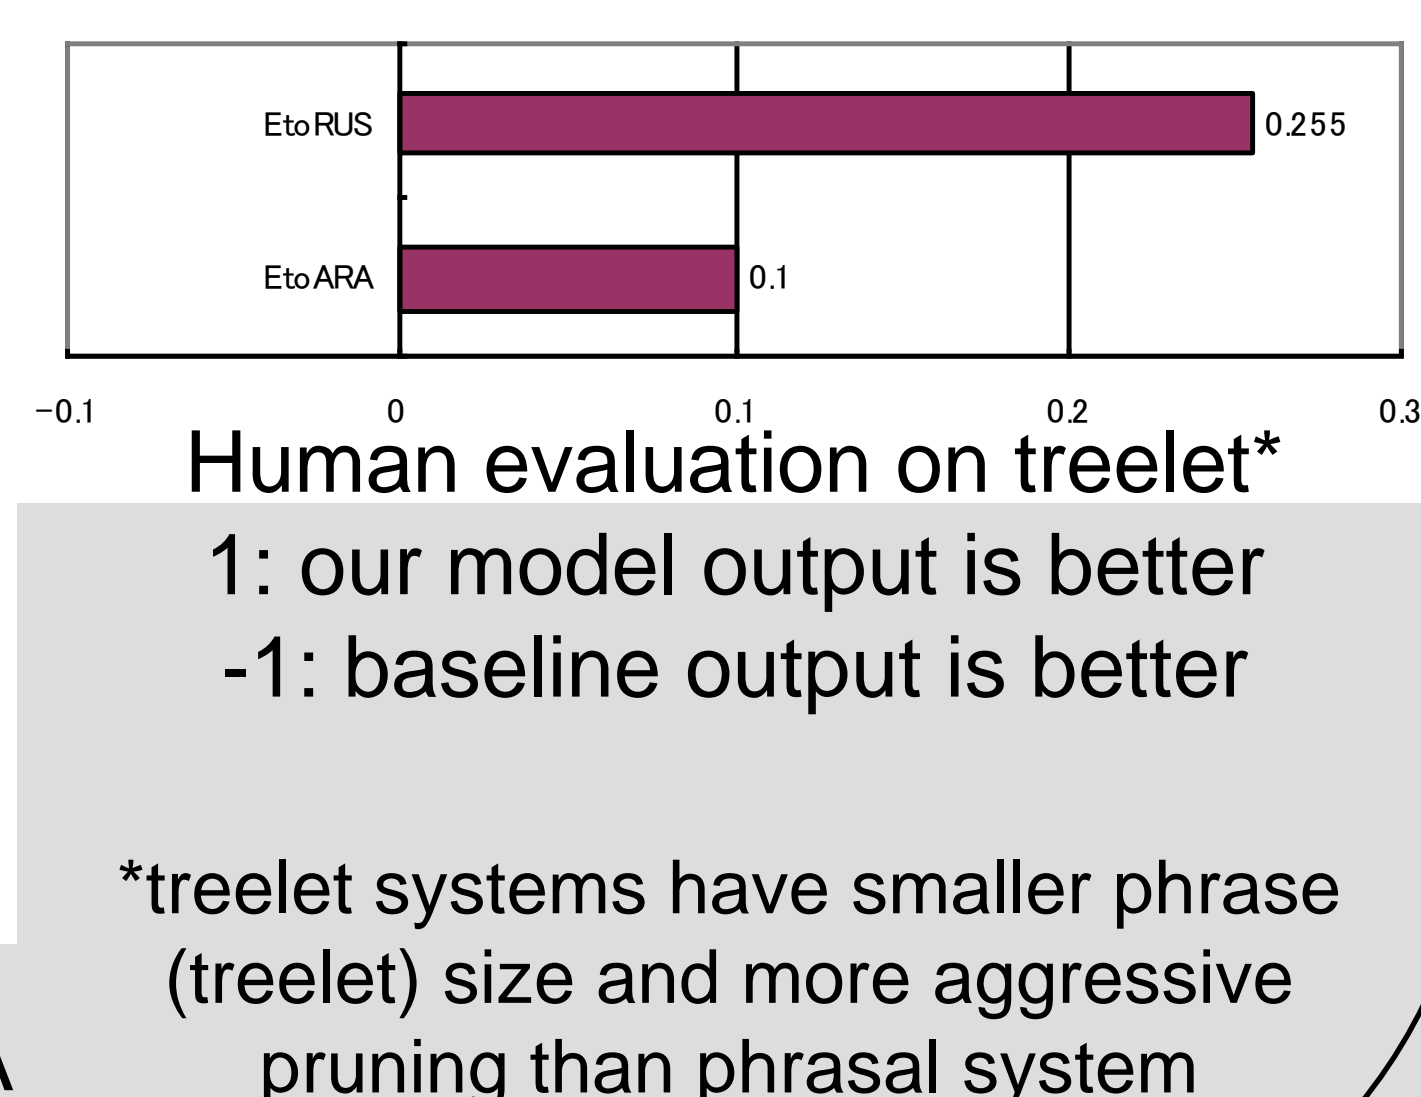 EtoRUS
0.255
EtoARA
0.1
-0.1 0 0.1 0.2 0.3
Human evaluation on treelet*
1: our model output is better
-1: baseline output is better
*treelet systems have smaller phrase
(treelet) size and more aggressive
pruning than phrasal system